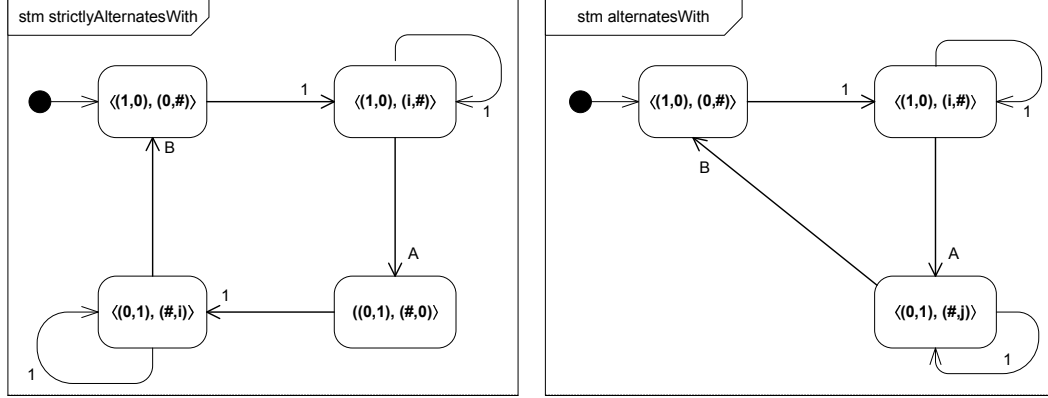 stm strictlyAlternatesWith
⟨(1,0), (0,#)⟩
1
⟨(1,0), (i,#)⟩
1
B
A
⟨(0,1), (#,i)⟩
1
((0,1), (#,0)⟩
1
stm alternatesWith
⟨(1,0), (0,#)⟩
1
⟨(1,0), (i,#)⟩
1
B
A
⟨(0,1), (#,j)⟩
1